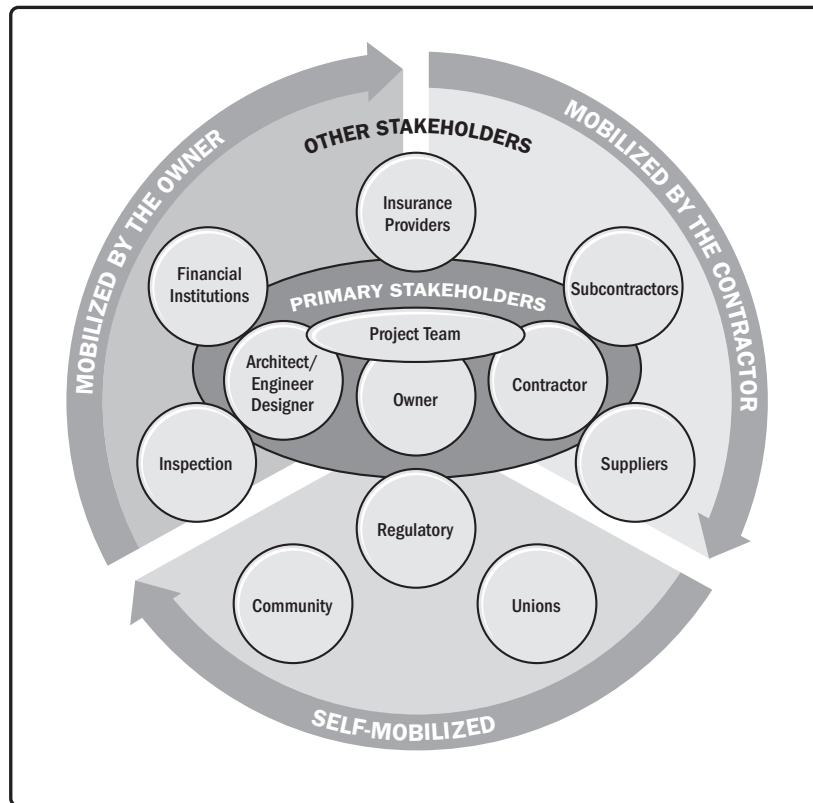 MOBILIZED BY THE OWNER
MOBILIZED BY THE CONTRACTOR
OTHER STAKEHOLDERS
Insurance
Providers
Financial
Institutions
Subcontractors
PRIMARY STAKEHOLDERS
Project Team
Architect/
Engineer
Designer
Owner
Contractor
Inspection
Suppliers
Regulatory
Community
Unions
SELF-MOBILIZED